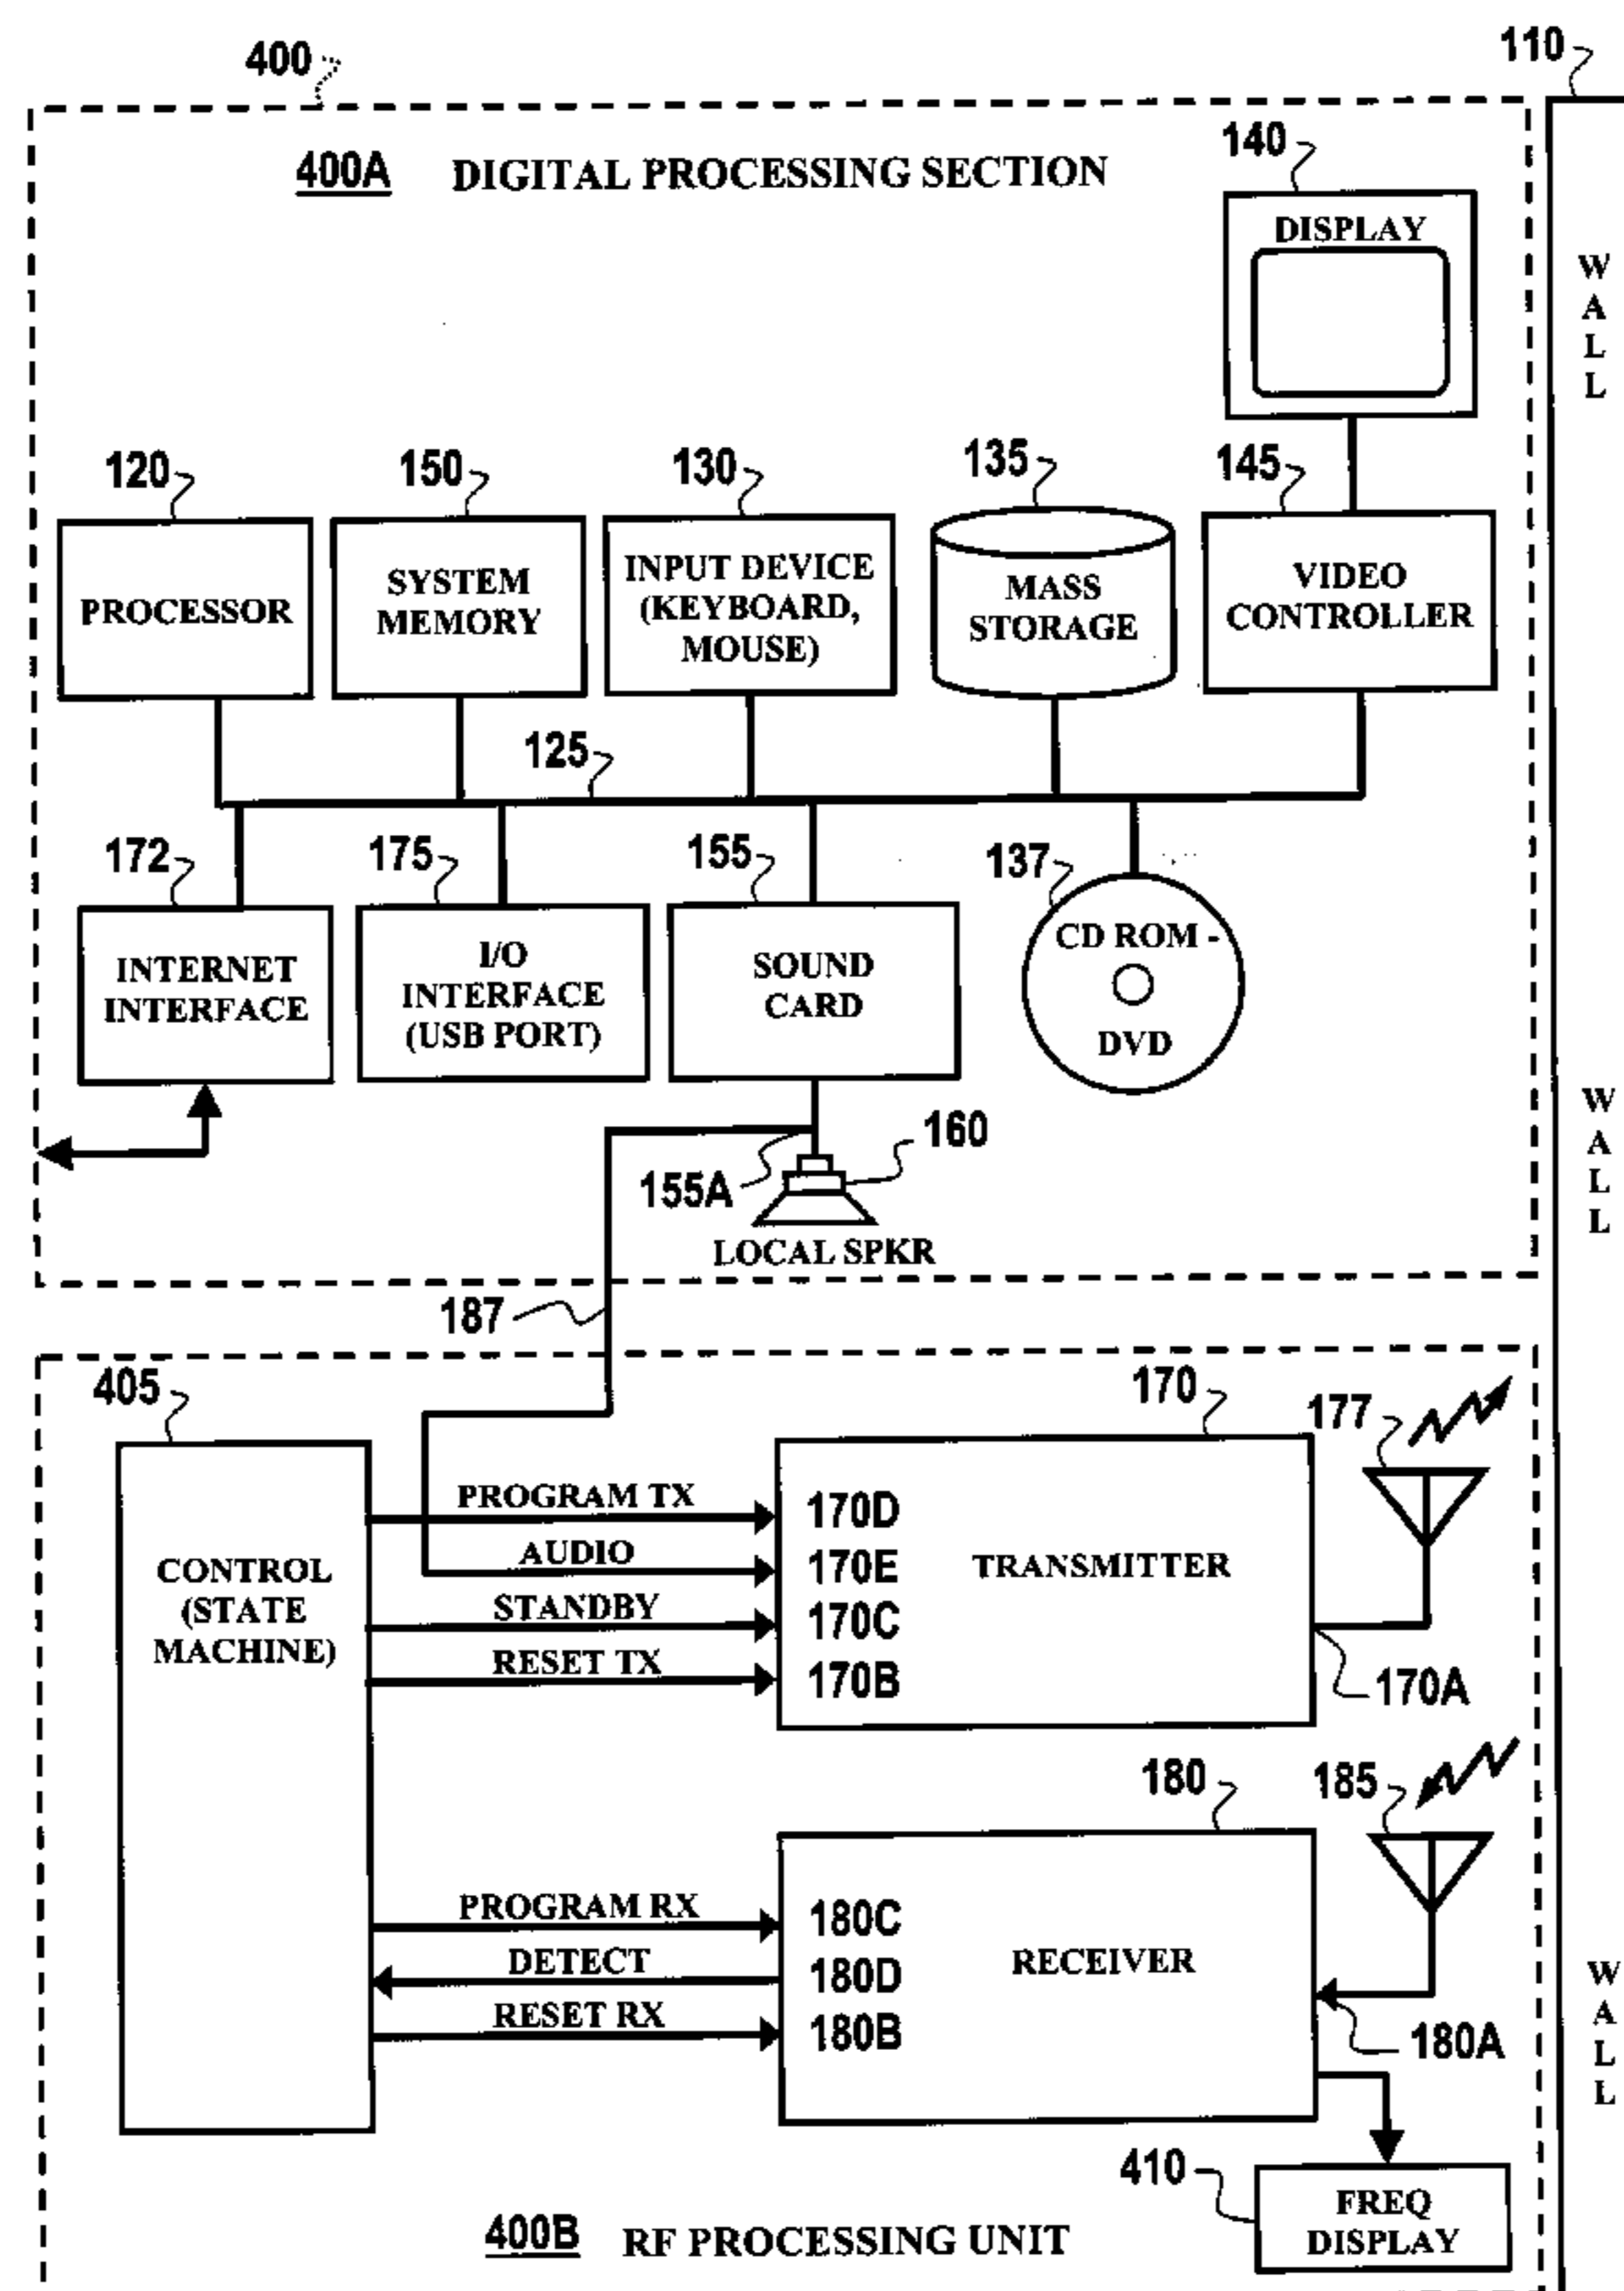 400
110
400A DIGITAL PROCESSING SECTION
140
DISPLAY
WALL
120
150
130
135
145
PROCESSOR
SYSTEM
MEMORY
INPUT DEVICE
(KEYBOARD,
MOUSE)
MASS
STORAGE
VIDEO
CONTROLLER
125
172
175
155
137
INTERNET
INTERFACE
I/O
INTERFACE
(USB PORT)
SOUND
CARD
CD ROM -
DVD
WALL
160
155A
LOCAL SPKR
187
405
170
177
CONTROL
(STATE
MACHINE)
PROGRAM TX
170D
AUDIO
170E
TRANSMITTER
STANDBY
170C
RESET TX
170B
170A
180
185
PROGRAM RX
180C
DETECT
180D
RECEIVER
RESET RX
180B
180A
WALL
410
FREQ
DISPLAY
400B RF PROCESSING UNIT